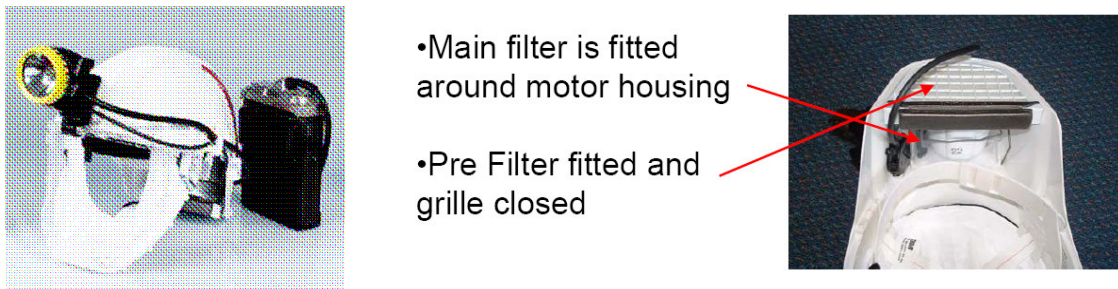 •Main filter is fitted
around motor housing
•Pre Filter fitted and
grille closed